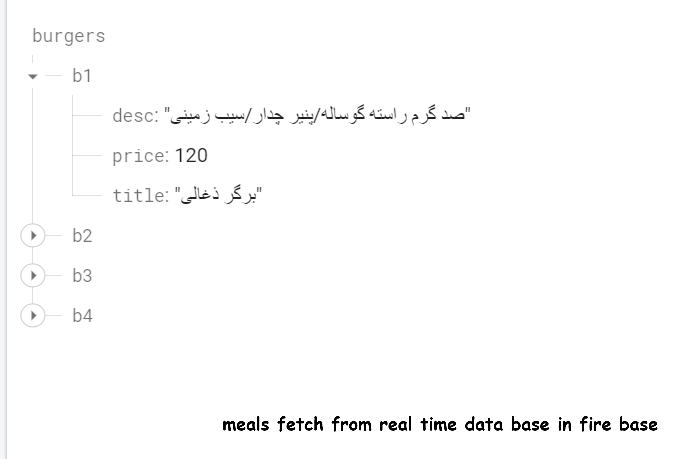 burgers
b1
desc: "صد گرم راسته گوساله/پنیر چدار/سیب زمینی"
price: 120
title: "برگر ذغالی"
b2
b3
b4
meals fetch from real time data base in fire base